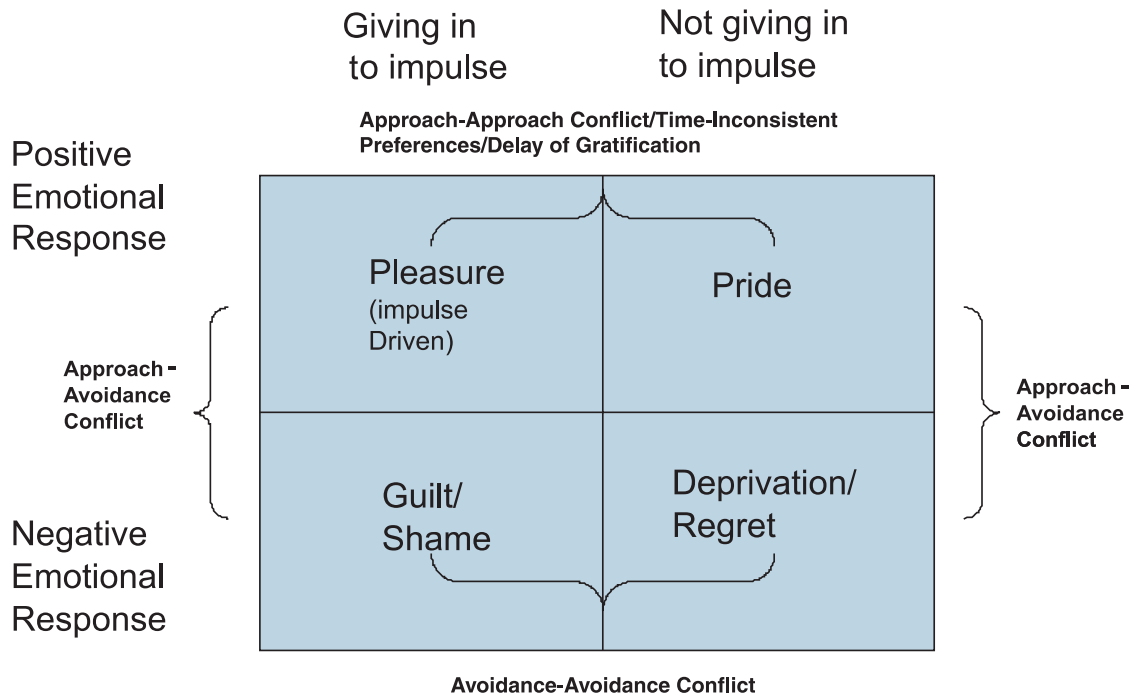 Giving in
to impulse
Not giving in
to impulse
Approach-Approach Conflict/Time-Inconsistent
Preferences/Delay of Gratification
Positive
Emotional
Response
Pleasure
(impulse
Driven)
Pride
Approach-
Avoidance
Conflict
Approach-
Avoidance
Conflict
Guilt/
Shame
Deprivation/
Regret
Negative
Emotional
Response
Avoidance-Avoidance Conflict